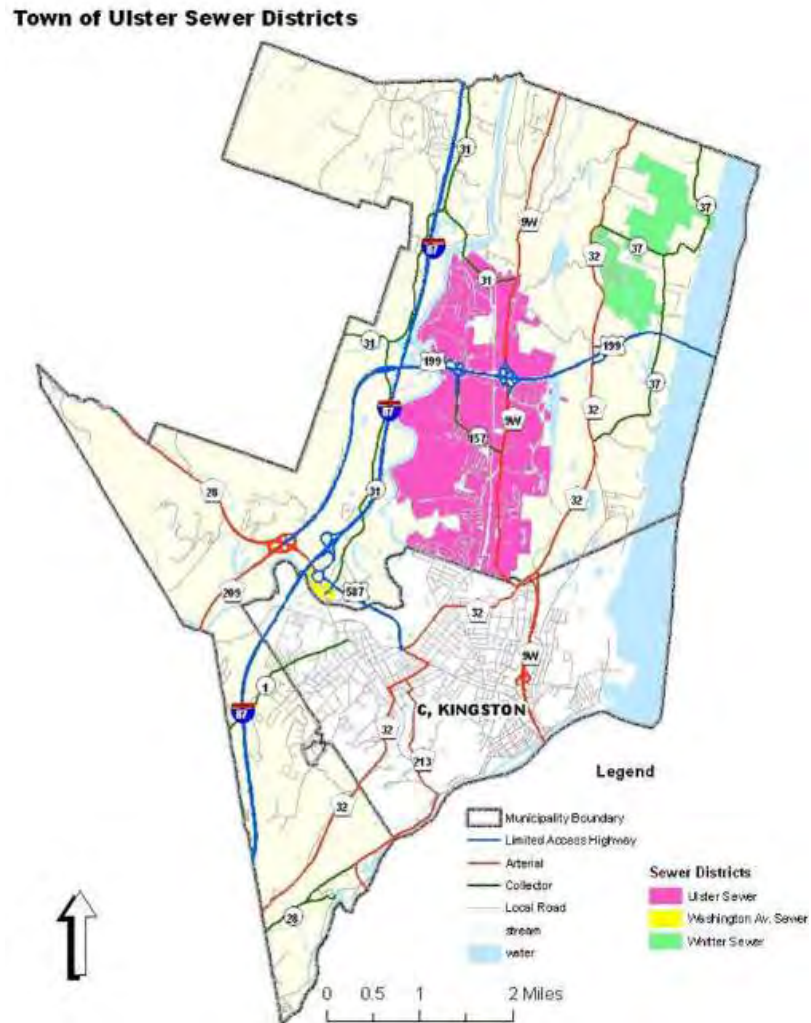 Town of Ulster Sewer Districts
31
87
9W
37
32
37
31
31
199
199
37
87
32
9W
157
28
31
32
209
587
32
9W
1
87
C, KINGSTON
32
213
32
28
Legend
Municipality Boundary
Limited Access Highway
Arterial
Collector
Local Road
stream
water
Sewer Districts
Ulster Sewer
Washington Av. Sewer
Whitter Sewer
0 0.5 1 2 Miles